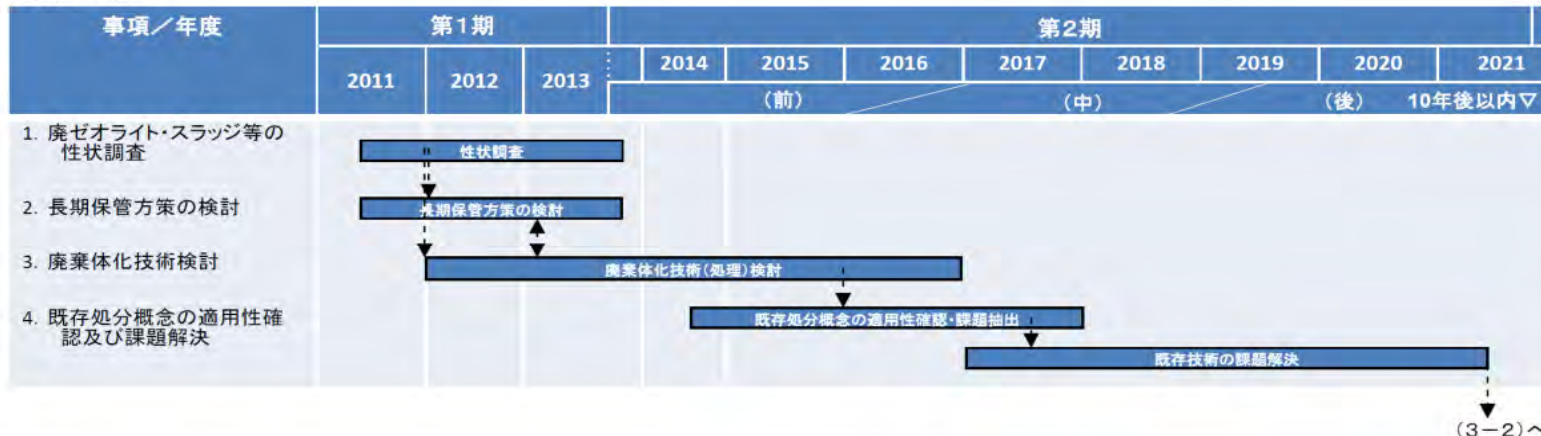 事項／年度
第1期
第2期
2011
2012
2013
2014
2015
2016
2017
2018
2019
2020
2021
（前）
（中）
（後）
10年後以内▽
1. 廃ゼオライト・スラッジ等の
性状調査
性状調査
2. 長期保管方策の検討
長期保管方策の検討
3. 廃棄体化技術検討
廃棄体化技術（処理）検討
4. 既存処分概念の適用性確
認及び課題解決
既存処分概念の適用性確認・課題抽出
既存技術の課題解決
（3－2）へ